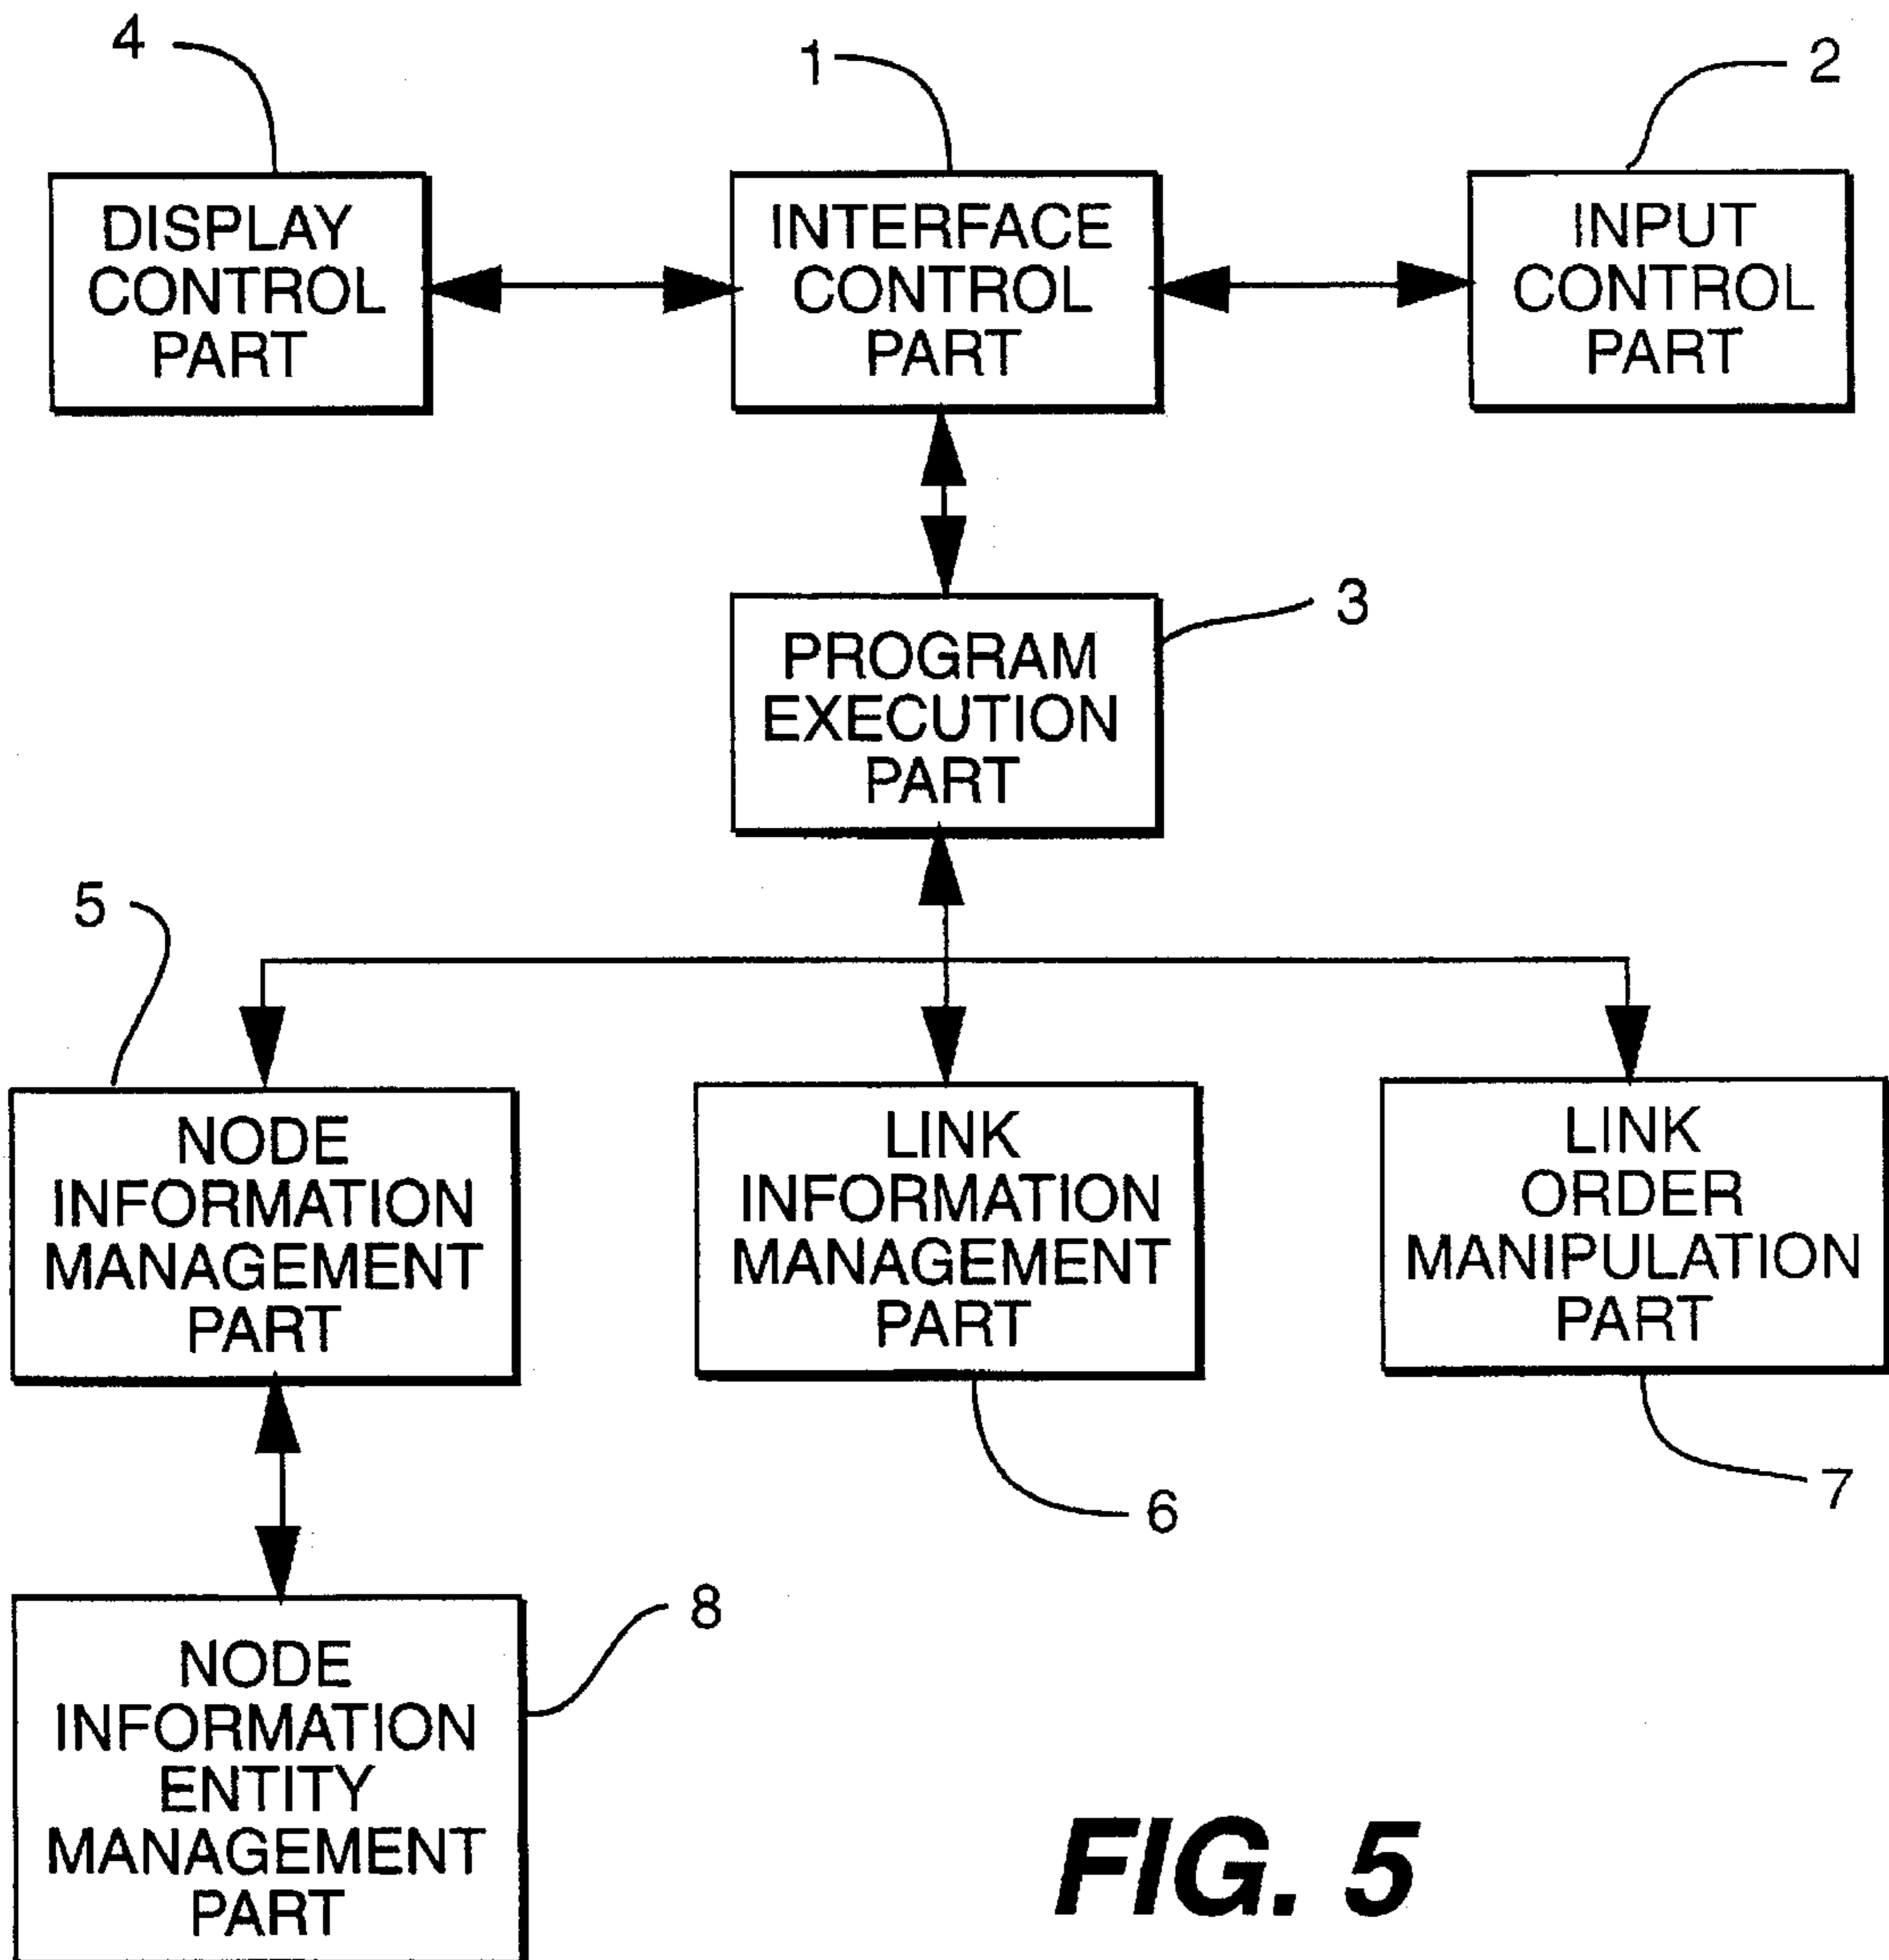 4
1
2
DISPLAY
CONTROL
PART
INTERFACE
CONTROL
PART
INPUT
CONTROL
PART
3
PROGRAM
EXECUTION
PART
5
NODE
INFORMATION
MANAGEMENT
PART
LINK
INFORMATION
MANAGEMENT
PART
LINK
ORDER
MANIPULATION
PART
6
7
8
NODE
INFORMATION
ENTITY
MANAGEMENT
PART
FIG. 5